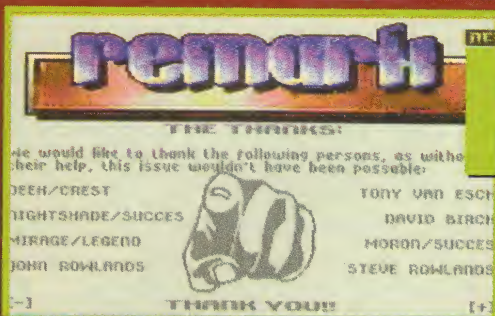 remark
THE THANKS:
We would like to thank the following persons, as witho
their help, this issue wouldn't have been possable:
DEEK/CREST TONY VAN ESCH
NIGHTSHADE/SUCCES DAVID BIRCH
MIRAGE/LEGEND MORON/SUCCES
JOHN ROWLANDS STEVE ROWLANDS
[-] THANK YOU!! [+]